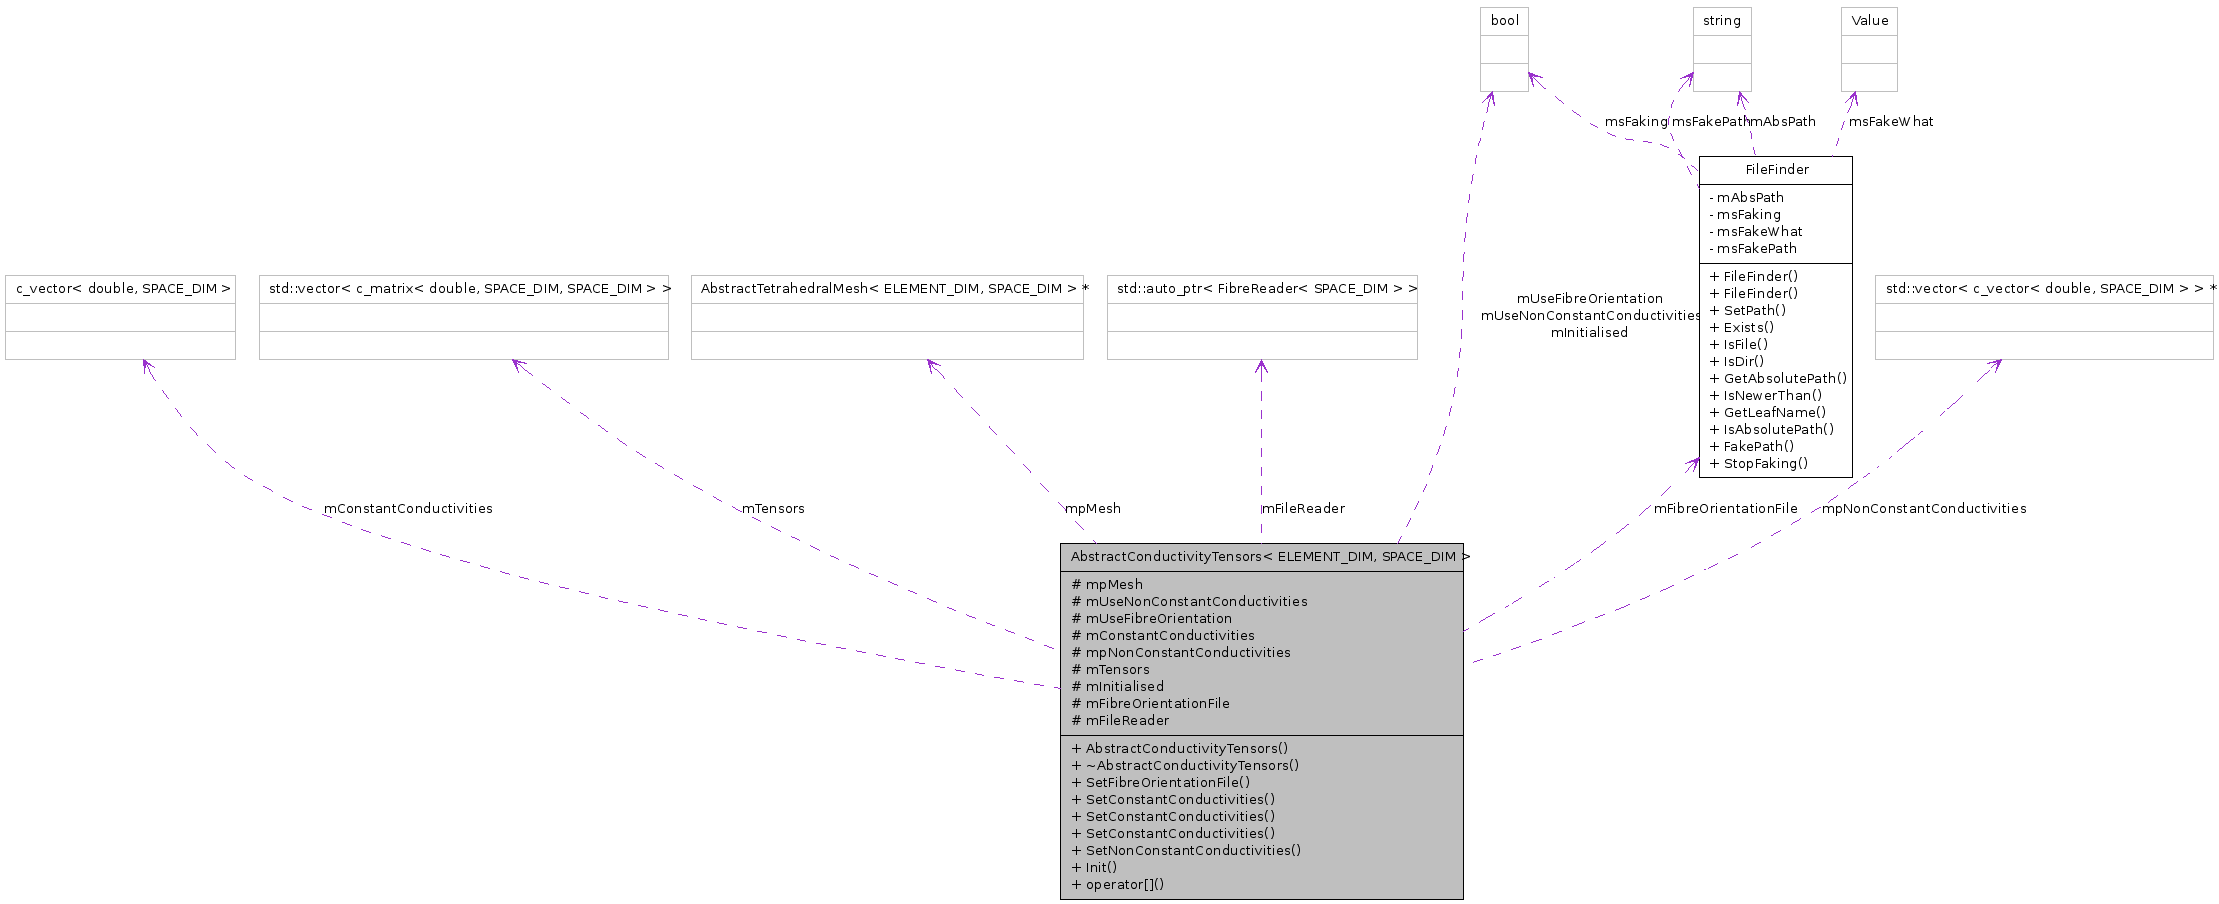 bool
string
Value
msFaking
msFakePath
mAbsPath
msFakeWhat
FileFinder
- mAbsPath
- msFaking
- msFakeWhat
- msFakePath
+ FileFinder()
+ FileFinder()
+ SetPath()
+ Exists()
+ IsFile()
+ IsDir()
+ GetAbsolutePath()
+ IsNewerThan()
+ GetLeafName()
+ IsAbsolutePath()
+ FakePath()
+ StopFaking()
c_vector< double, SPACE_DIM >
std::vector< c_matrix< double, SPACE_DIM, SPACE_DIM > >
AbstractTetrahedralMesh< ELEMENT_DIM, SPACE_DIM > *
std::auto_ptr< FibreReader< SPACE_DIM > >
mUseFibreOrientation
mUseNonConstantConductivities
mInitialised
std::vector< c_vector< double, SPACE_DIM > > *
mConstantConductivities
mTensors
mpMesh
mFileReader
mFibreOrientationFile
mpNonConstantConductivities
AbstractConductivityTensors< ELEMENT_DIM, SPACE_DIM >
# mpMesh
# mUseNonConstantConductivities
# mUseFibreOrientation
# mConstantConductivities
# mpNonConstantConductivities
# mTensors
# mInitialised
# mFibreOrientationFile
# mFileReader
+ AbstractConductivityTensors()
+ ~AbstractConductivityTensors()
+ SetFibreOrientationFile()
+ SetConstantConductivities()
+ SetConstantConductivities()
+ SetConstantConductivities()
+ SetNonConstantConductivities()
+ Init()
+ operator[]()